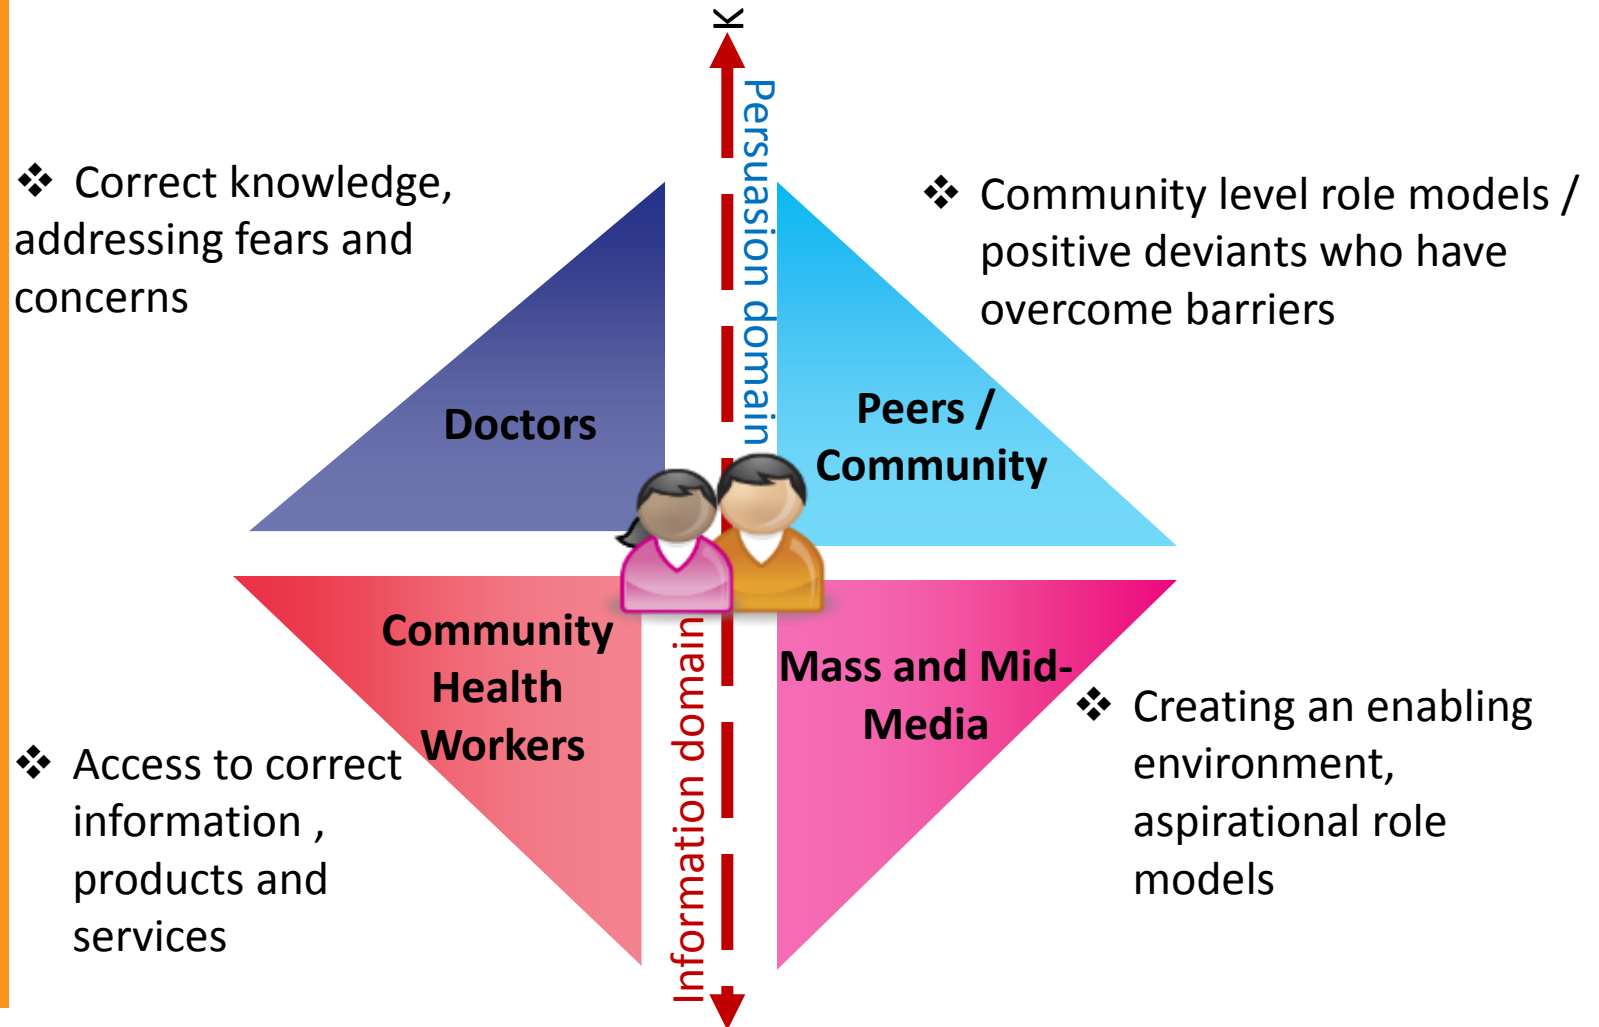 K
Persuasion domain
❖ Correct knowledge,
addressing fears and
concerns
❖ Community level role models /
positive deviants who have
overcome barriers
Doctors
Peers /
Community
Community
Health
Workers
Mass and Mid-
Media
Information domain
❖ Access to correct
information ,
products and
services
❖ Creating an enabling
environment,
aspirational role
models